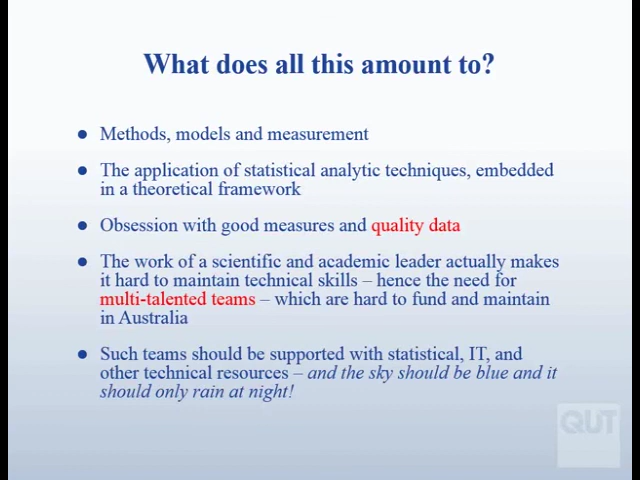 What does all this amount to?
● Methods, models and measurement
● The application of statistical analytic techniques, embedded
in a theoretical framework
● Obsession with good measures and quality data
● The work of a scientific and academic leader actually makes
it hard to maintain technical skills – hence the need for
multi-talented teams – which are hard to fund and maintain
in Australia
● Such teams should be supported with statistical, IT, and
other technical resources – and the sky should be blue and it
should only rain at night!
QUT